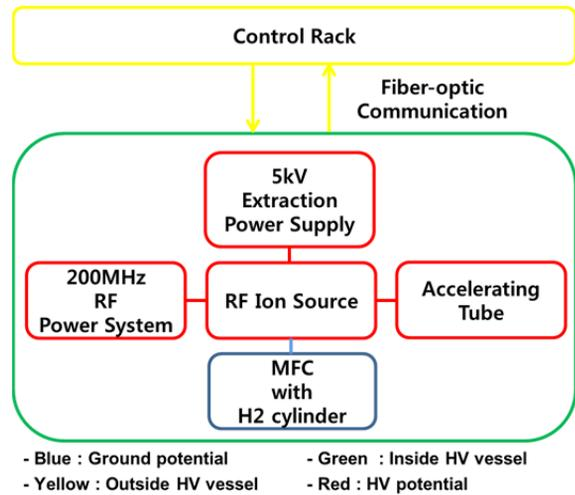 Control Rack
Fiber-optic
Communication
5kV
Extraction
Power Supply
200MHz
RF
Power System
RF Ion Source
Accelerating
Tube
MFC
with
H2 cylinder
- Blue : Ground potential
- Green : Inside HV vessel
- Yellow : Outside HV vessel
- Red : HV potential